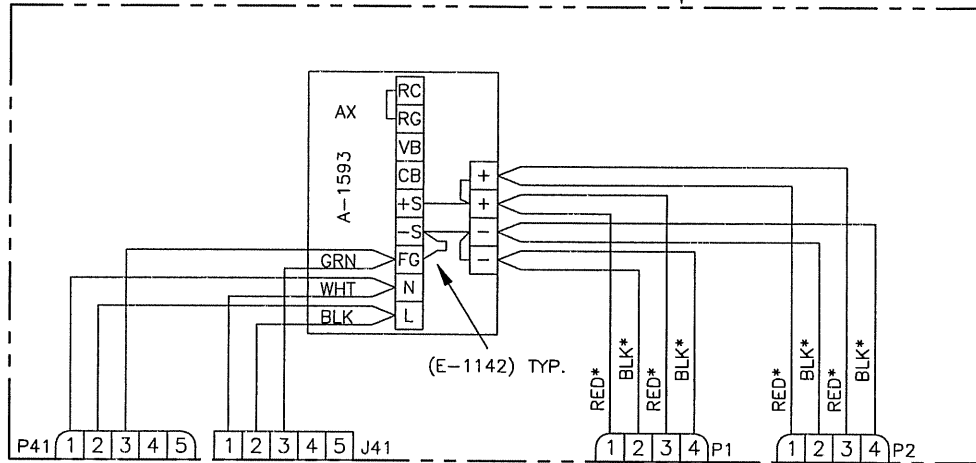 AX
A-1593
RC
RG
VB
CB
+S
-S
FG
N
L
+
+
-
-
GRN
WHT
BLK
(E-1142) TYP.
RED*
BLK*
RED*
BLK*
RED*
BLK*
RED*
BLK*
P41 1 2 3 4 5
1 2 3 4 5 J41
1 2 3 4 P1
1 2 3 4 P2